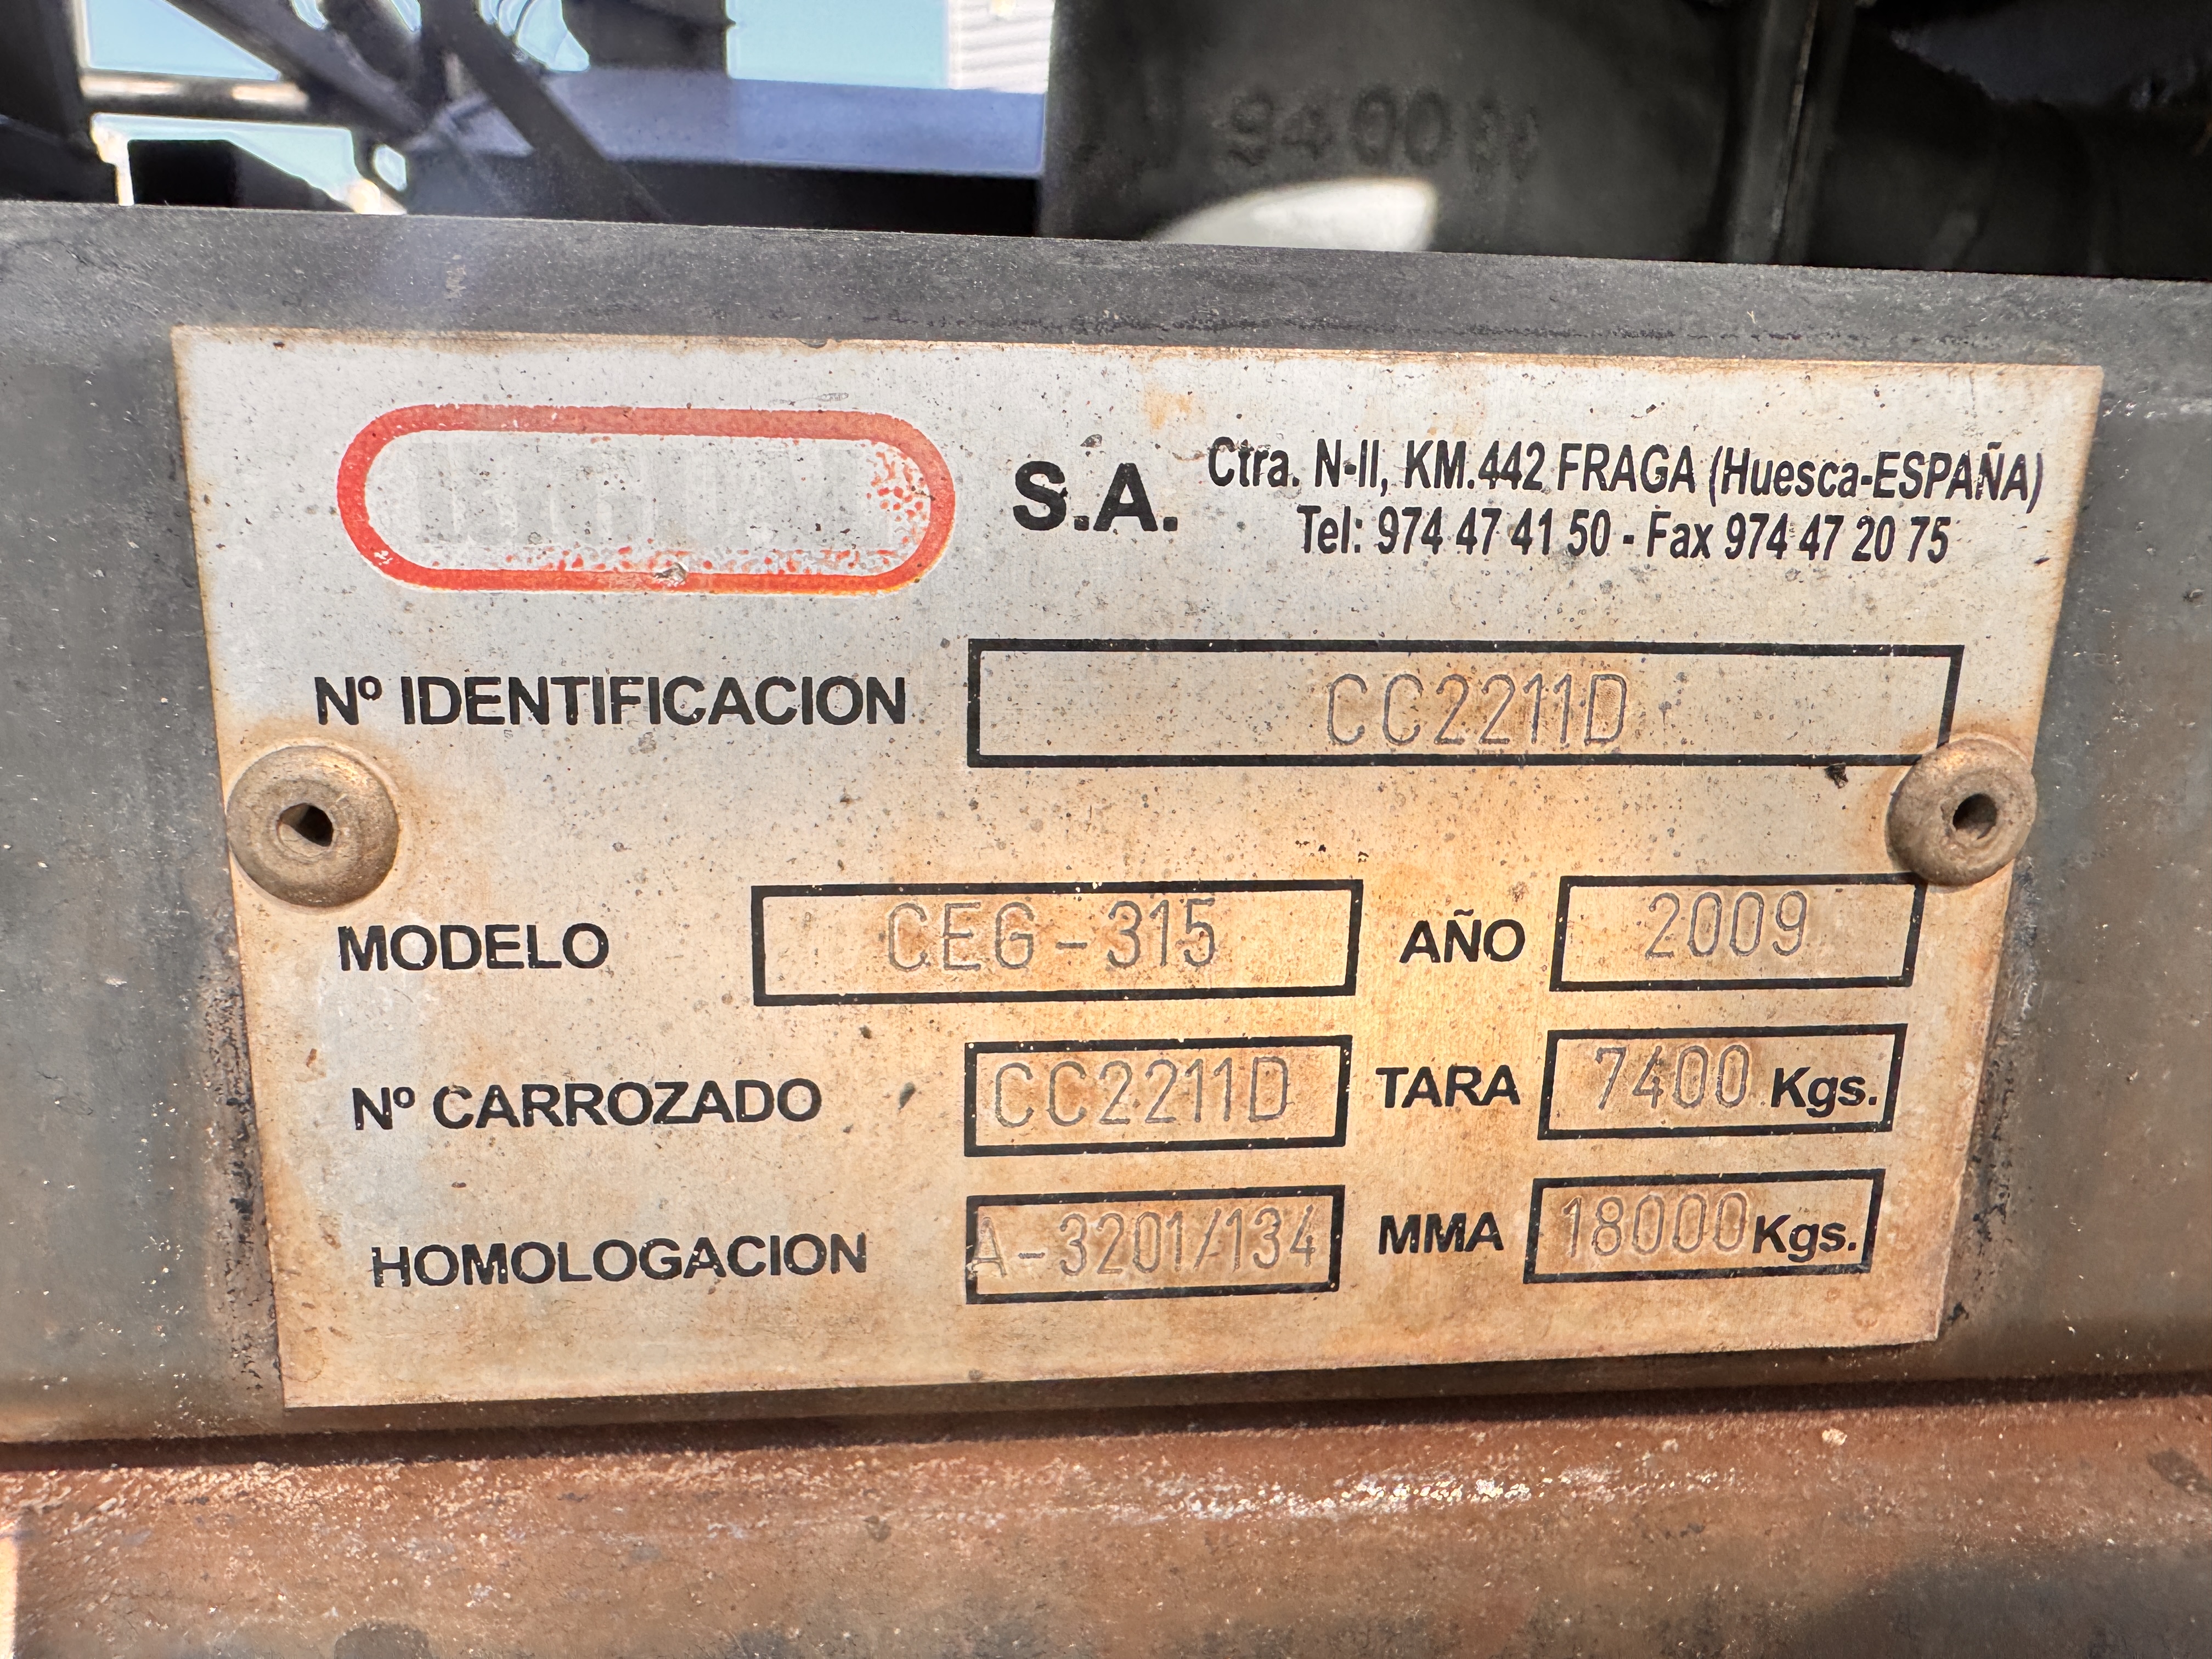 S.A.
Ctra. N-II, KM.442 FRAGA (Huesca-ESPAÑA)
Tel: 974 47 41 50 - Fax 974 47 20 75
Nº IDENTIFICACION CC2211D
MODELO CEG-315 AÑO 2009
Nº CARROZADO CC2211D TARA 7400 Kgs.
HOMOLOGACION A-3201/134 MMA 18000 Kgs.